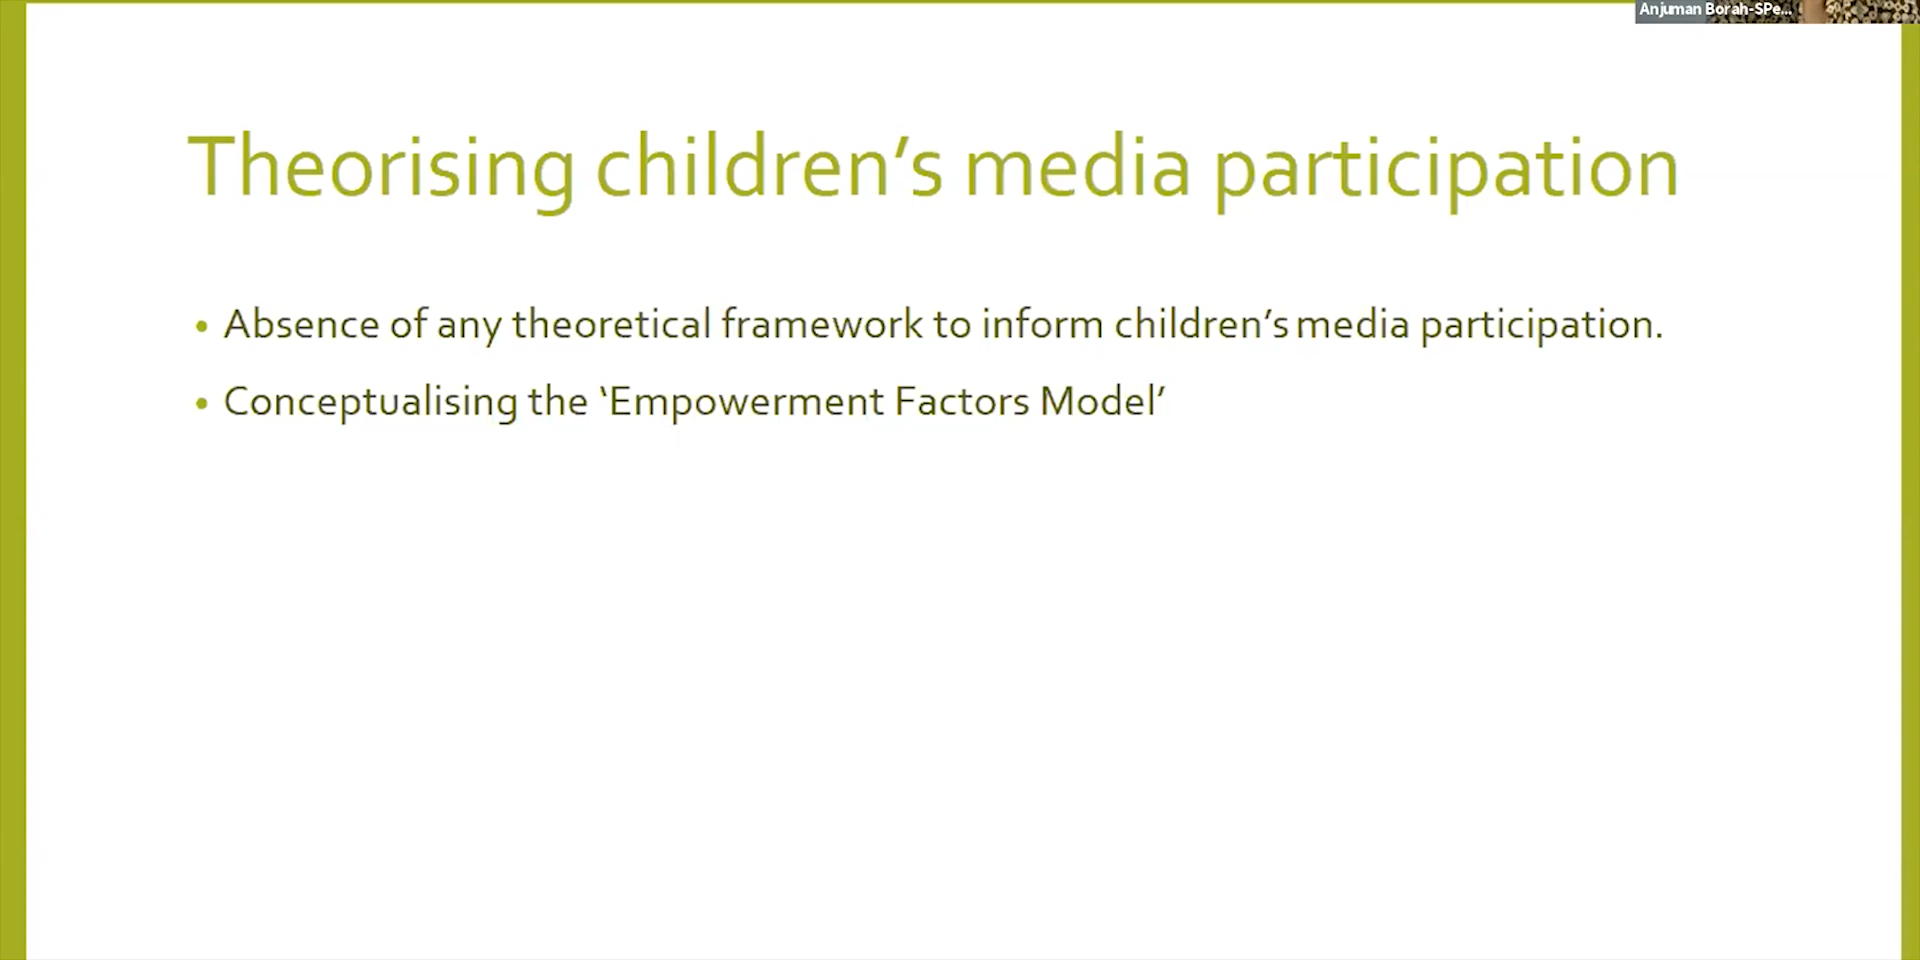 Anjuman Borah-SPe...
Theorising children’s media participation
• Absence of any theoretical framework to inform children’s media participation.
• Conceptualising the ‘Empowerment Factors Model’